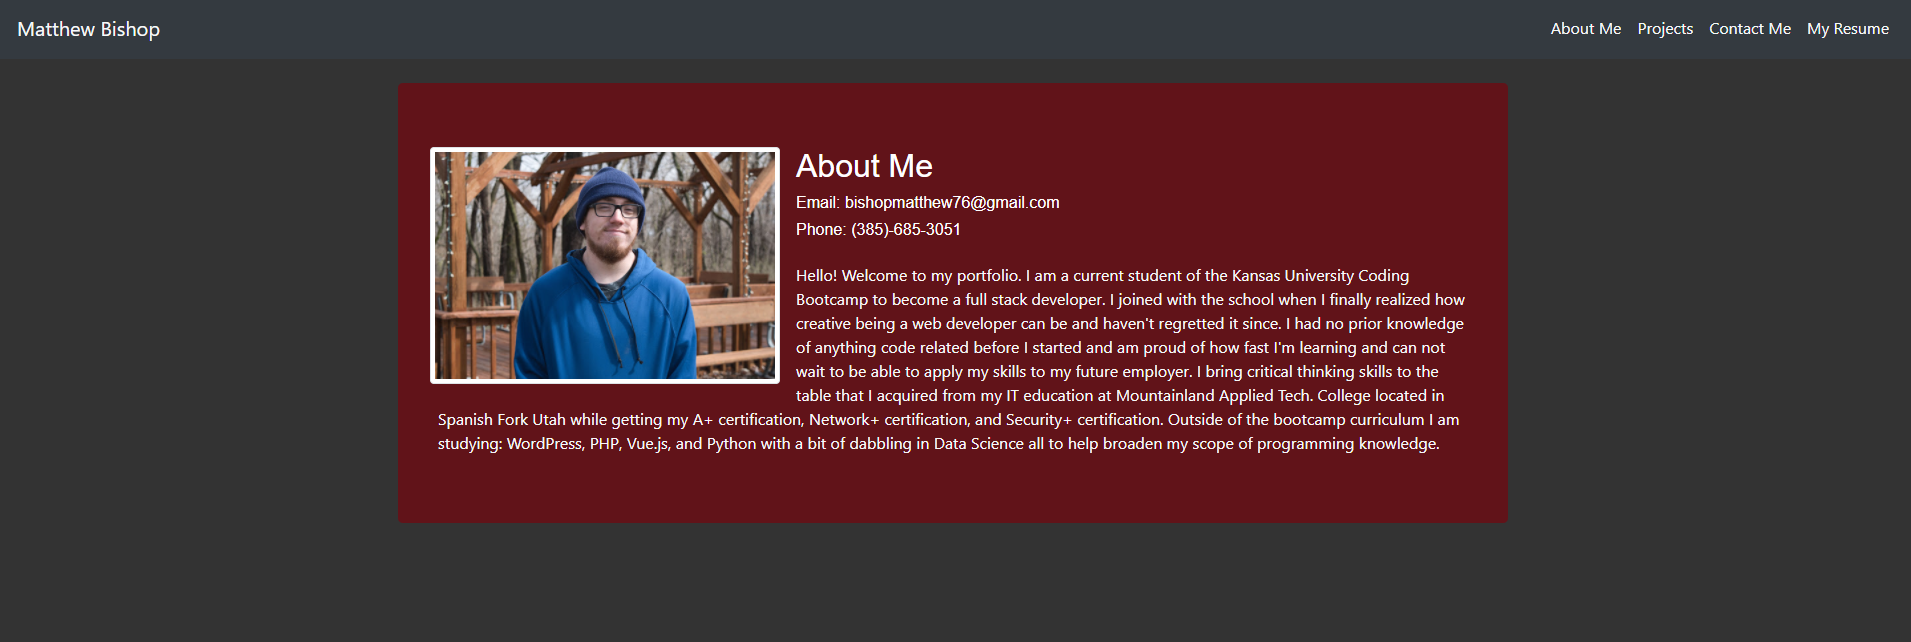 Matthew Bishop
About Me Projects Contact Me My Resume
About Me
Email: bishopmatthew76@gmail.com
Phone: (385)-685-3051
Hello! Welcome to my portfolio. I am a current student of the Kansas University Coding
Bootcamp to become a full stack developer. I joined with the school when I finally realized how
creative being a web developer can be and haven't regretted it since. I had no prior knowledge
of anything code related before I started and am proud of how fast I'm learning and can not
wait to be able to apply my skills to my future employer. I bring critical thinking skills to the
table that I acquired from my IT education at Mountainland Applied Tech. College located in
Spanish Fork Utah while getting my A+ certification, Network+ certification, and Security+ certification. Outside of the bootcamp curriculum I am
studying: WordPress, PHP, Vue.js, and Python with a bit of dabbling in Data Science all to help broaden my scope of programming knowledge.